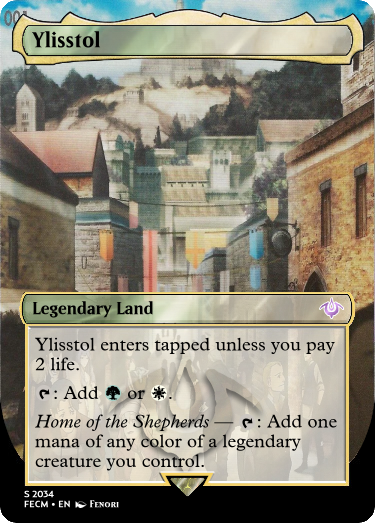 001
Ylisstol
Legendary Land
Ylisstol enters tapped unless you pay
2 life.
: Add or .
Home of the Shepherds — : Add one
mana of any color of a legendary
creature you control.
S 2034
FECM • EN Fenori